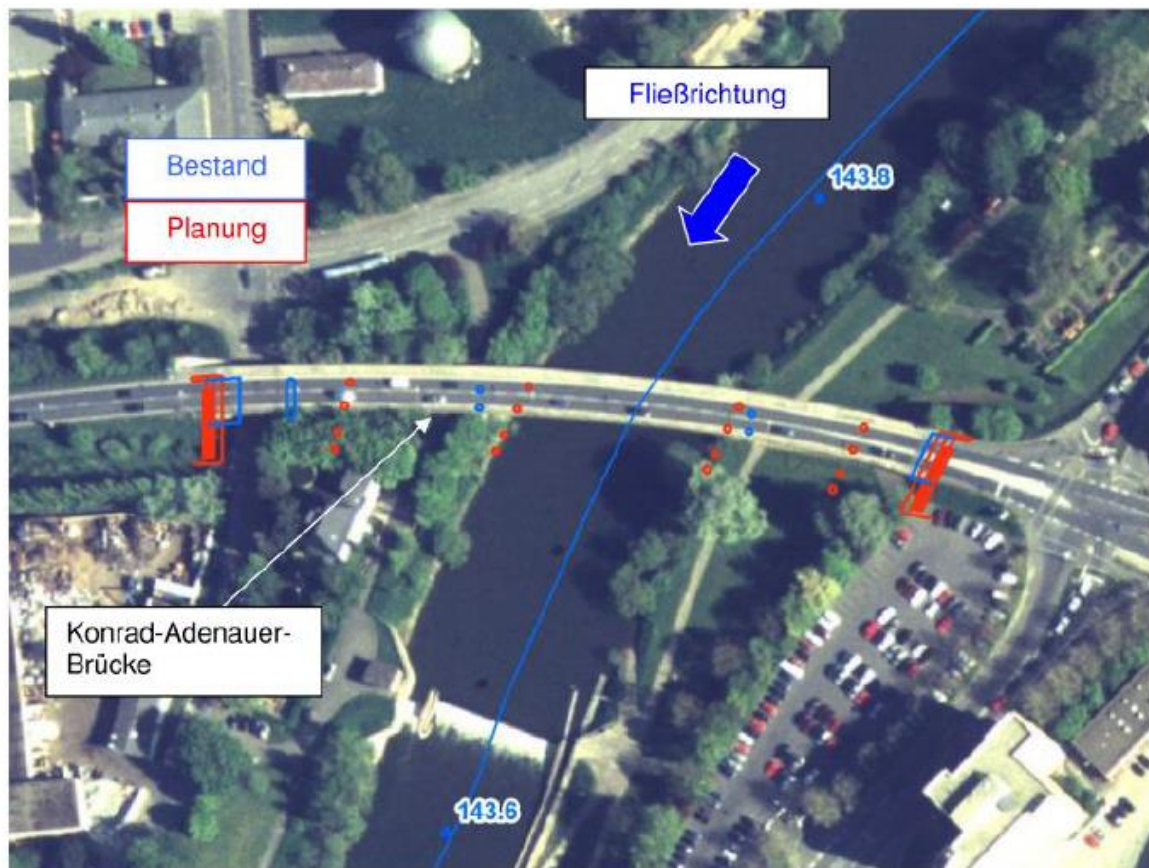 Fließrichtung
Bestand
143.8
Planung
Konrad-Adenauer-
Brücke
143.6